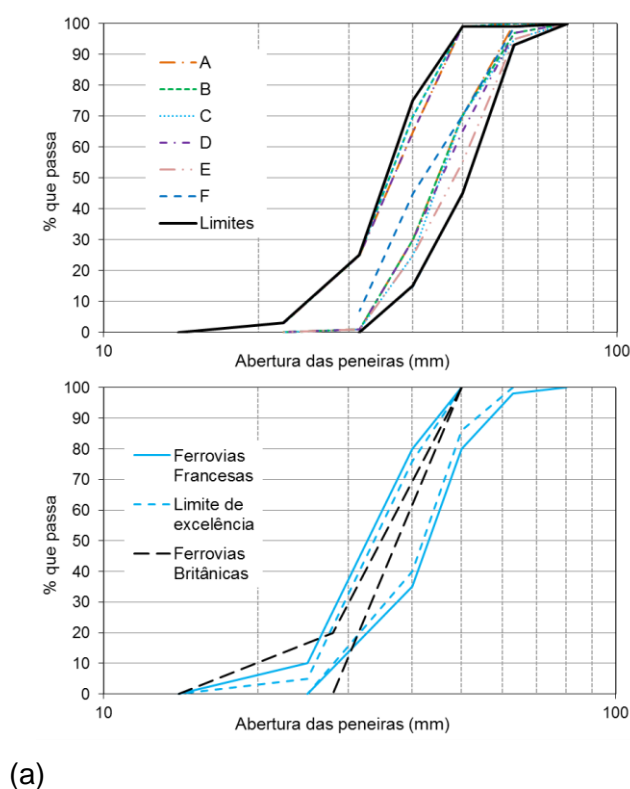 100
90
80
70
60
50
40
30
20
10
0
% que passa
A
B
C
D
E
F
Limites
10
100
Abertura das peneiras (mm)
100
90
80
70
60
50
40
30
20
10
0
% que passa
Ferrovias
Francesas
Limite de
excelência
Ferrovias
Britânicas
10
100
Abertura das peneiras (mm)
(a)